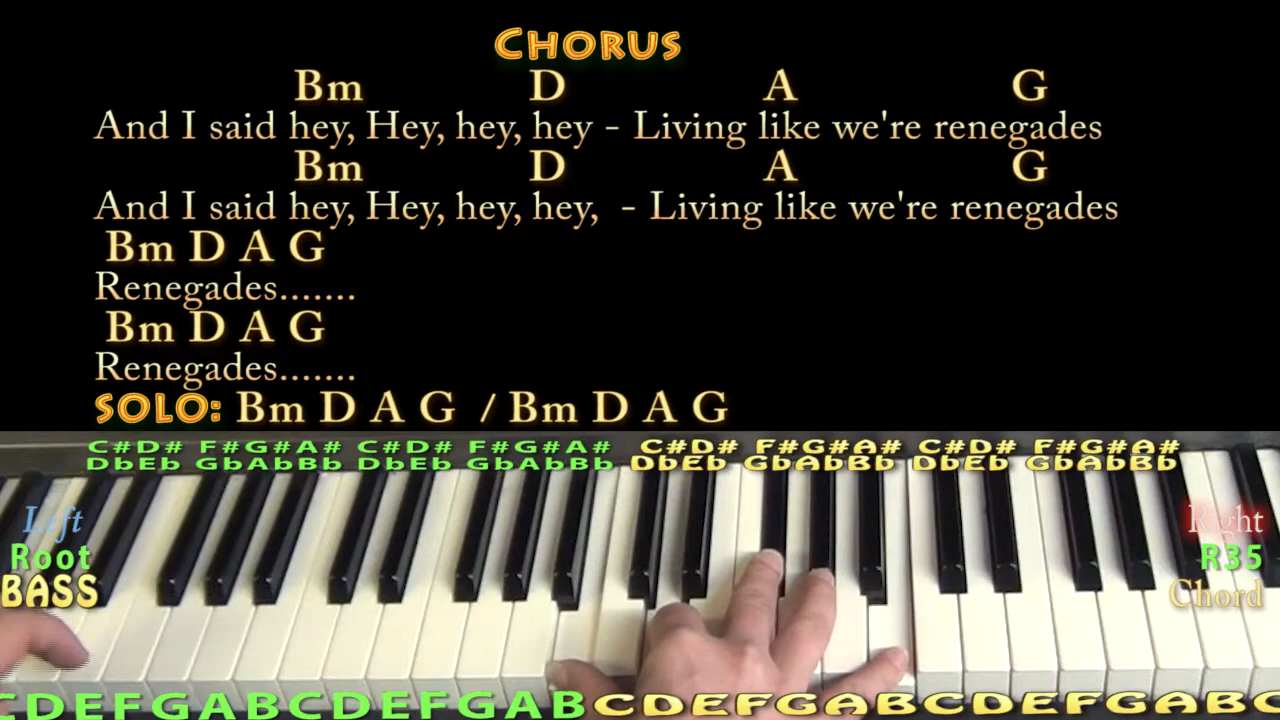 CHORUS
Bm D A G
And I said hey, Hey, hey, hey - Living like we're renegades
Bm D A G
And I said hey, Hey, hey, hey, - Living like we're renegades
Bm D A G
Renegades.......
Bm D A G
Renegades.......
SOLO: Bm D A G / Bm D A G
C#D# F#G#A# C#D# F#G#A# C#D# F#G#A# C#D# F#G#A#
DbEb GbAbBb DbEb GbAbBb DbEb GbAbBb DbEb GbAbBb
Left
Root
BASS
Right
R35
Chord
CDEFGABCDEFGABCDEFGABCDEFGABC